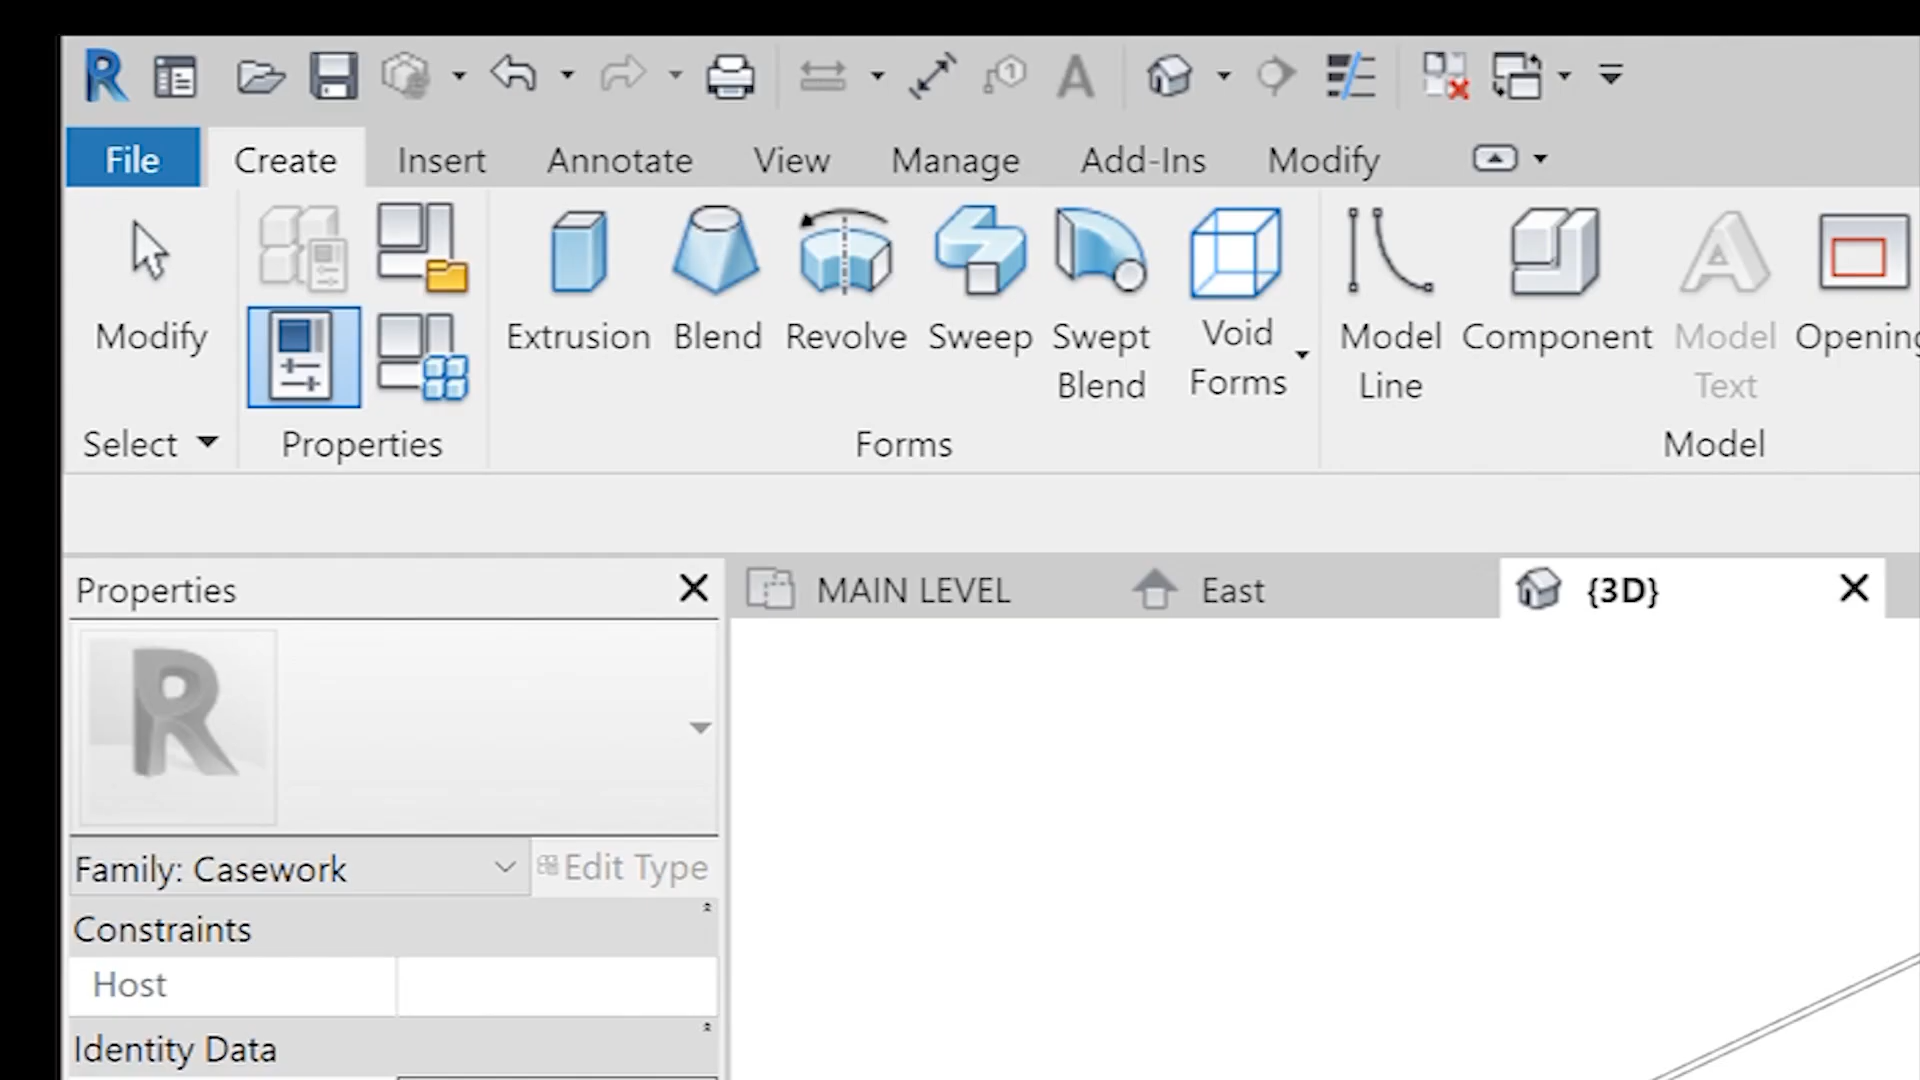 File Create Insert Annotate View Manage Add-Ins Modify
Modify
Extrusion Blend Revolve Sweep Swept Blend Void Forms
Model Line Component Model Text Opening
Select Properties Forms Model
Properties
MAIN LEVEL East {3D}
Family: Casework Edit Type
Constraints
Host
Identity Data